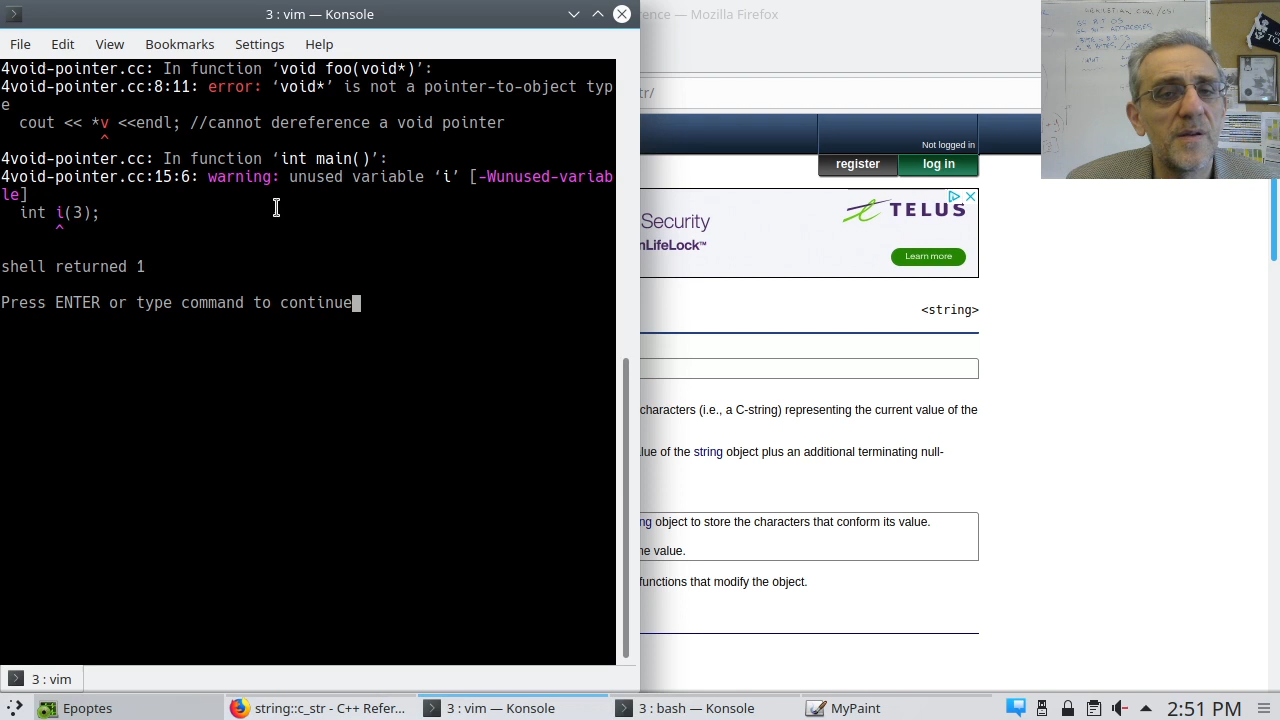 3 : vim — Konsole
rence — Mozilla Firefox
File Edit View Bookmarks Settings Help
4void-pointer.cc: In function ‘void foo(void*)’:
4void-pointer.cc:8:11: error: ‘void*’ is not a pointer-to-object typ
e
cout << *v <<endl; //cannot dereference a void pointer
^
4void-pointer.cc: In function ‘int main()’:
4void-pointer.cc:15:6: warning: unused variable ‘i’ [-Wunused-variab
le]
int i(3);
^
shell returned 1
Press ENTER or type command to continue
tr/
Not logged in
register log in
Security
nLifeLock™
TELUS
Learn more
<string>
characters (i.e., a C-string) representing the current value of the
lue of the string object plus an additional terminating null-
ng object to store the characters that conform its value.
he value.
functions that modify the object.
3 : vim
Epoptes
string::c_str - C++ Refer...
3 : vim — Konsole
3 : bash — Konsole
MyPaint
2:51 PM